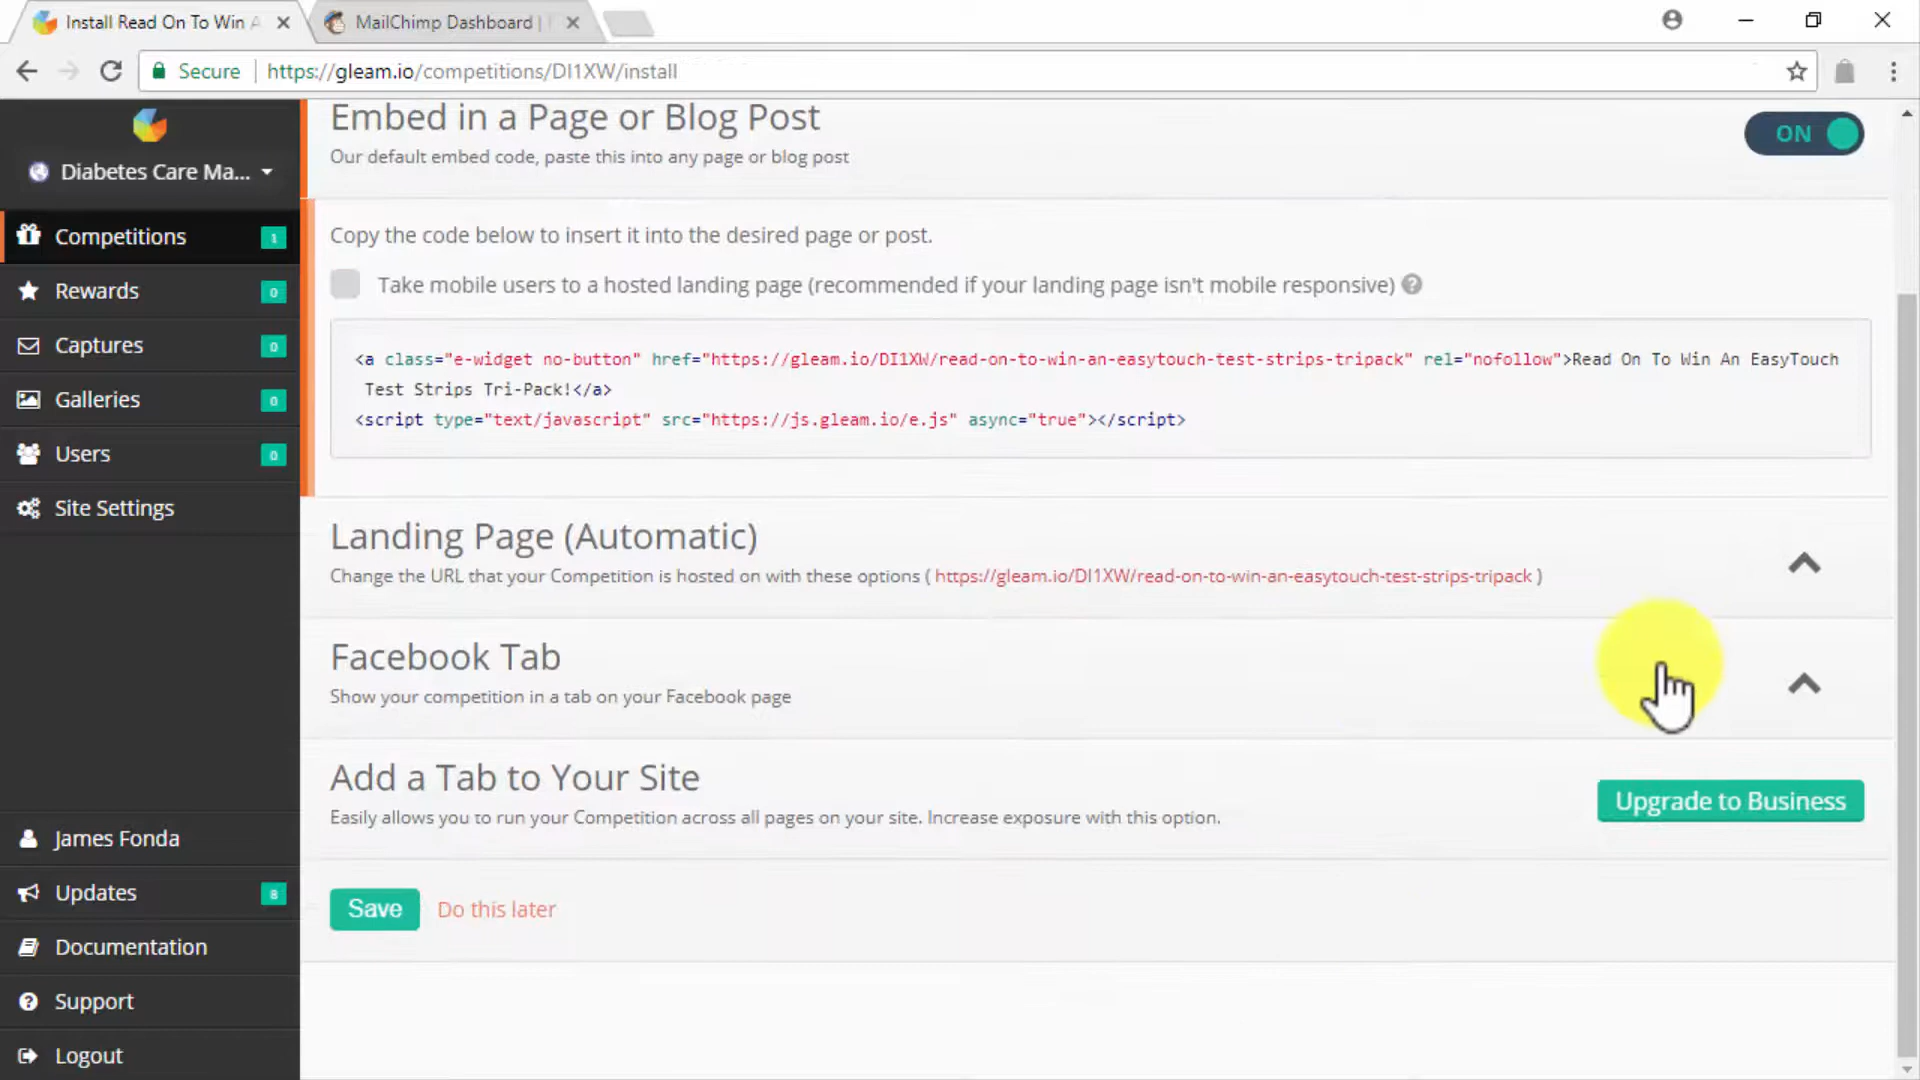 Install Read On To Win A
MailChimp Dashboard |
Secure
https://gleam.io/competitions/DI1XW/install
Diabetes Care Ma...
Competitions 1
Rewards 0
Captures 0
Galleries 0
Users 0
Site Settings
James Fonda
Updates 8
Documentation
Support
Logout
Embed in a Page or Blog Post
ON
Our default embed code, paste this into any page or blog post
Copy the code below to insert it into the desired page or post.
Take mobile users to a hosted landing page (recommended if your landing page isn't mobile responsive) ?
<a class="e-widget no-button" href="https://gleam.io/DI1XW/read-on-to-win-an-easytouch-test-strips-tripack" rel="nofollow">Read On To Win An EasyTouch
Test Strips Tri-Pack!</a>
<script type="text/javascript" src="https://js.gleam.io/e.js" async="true"></script>
Landing Page (Automatic)
Change the URL that your Competition is hosted on with these options ( https://gleam.io/DI1XW/read-on-to-win-an-easytouch-test-strips-tripack )
Facebook Tab
Show your competition in a tab on your Facebook page
Add a Tab to Your Site
Easily allows you to run your Competition across all pages on your site. Increase exposure with this option.
Upgrade to Business
Save
Do this later